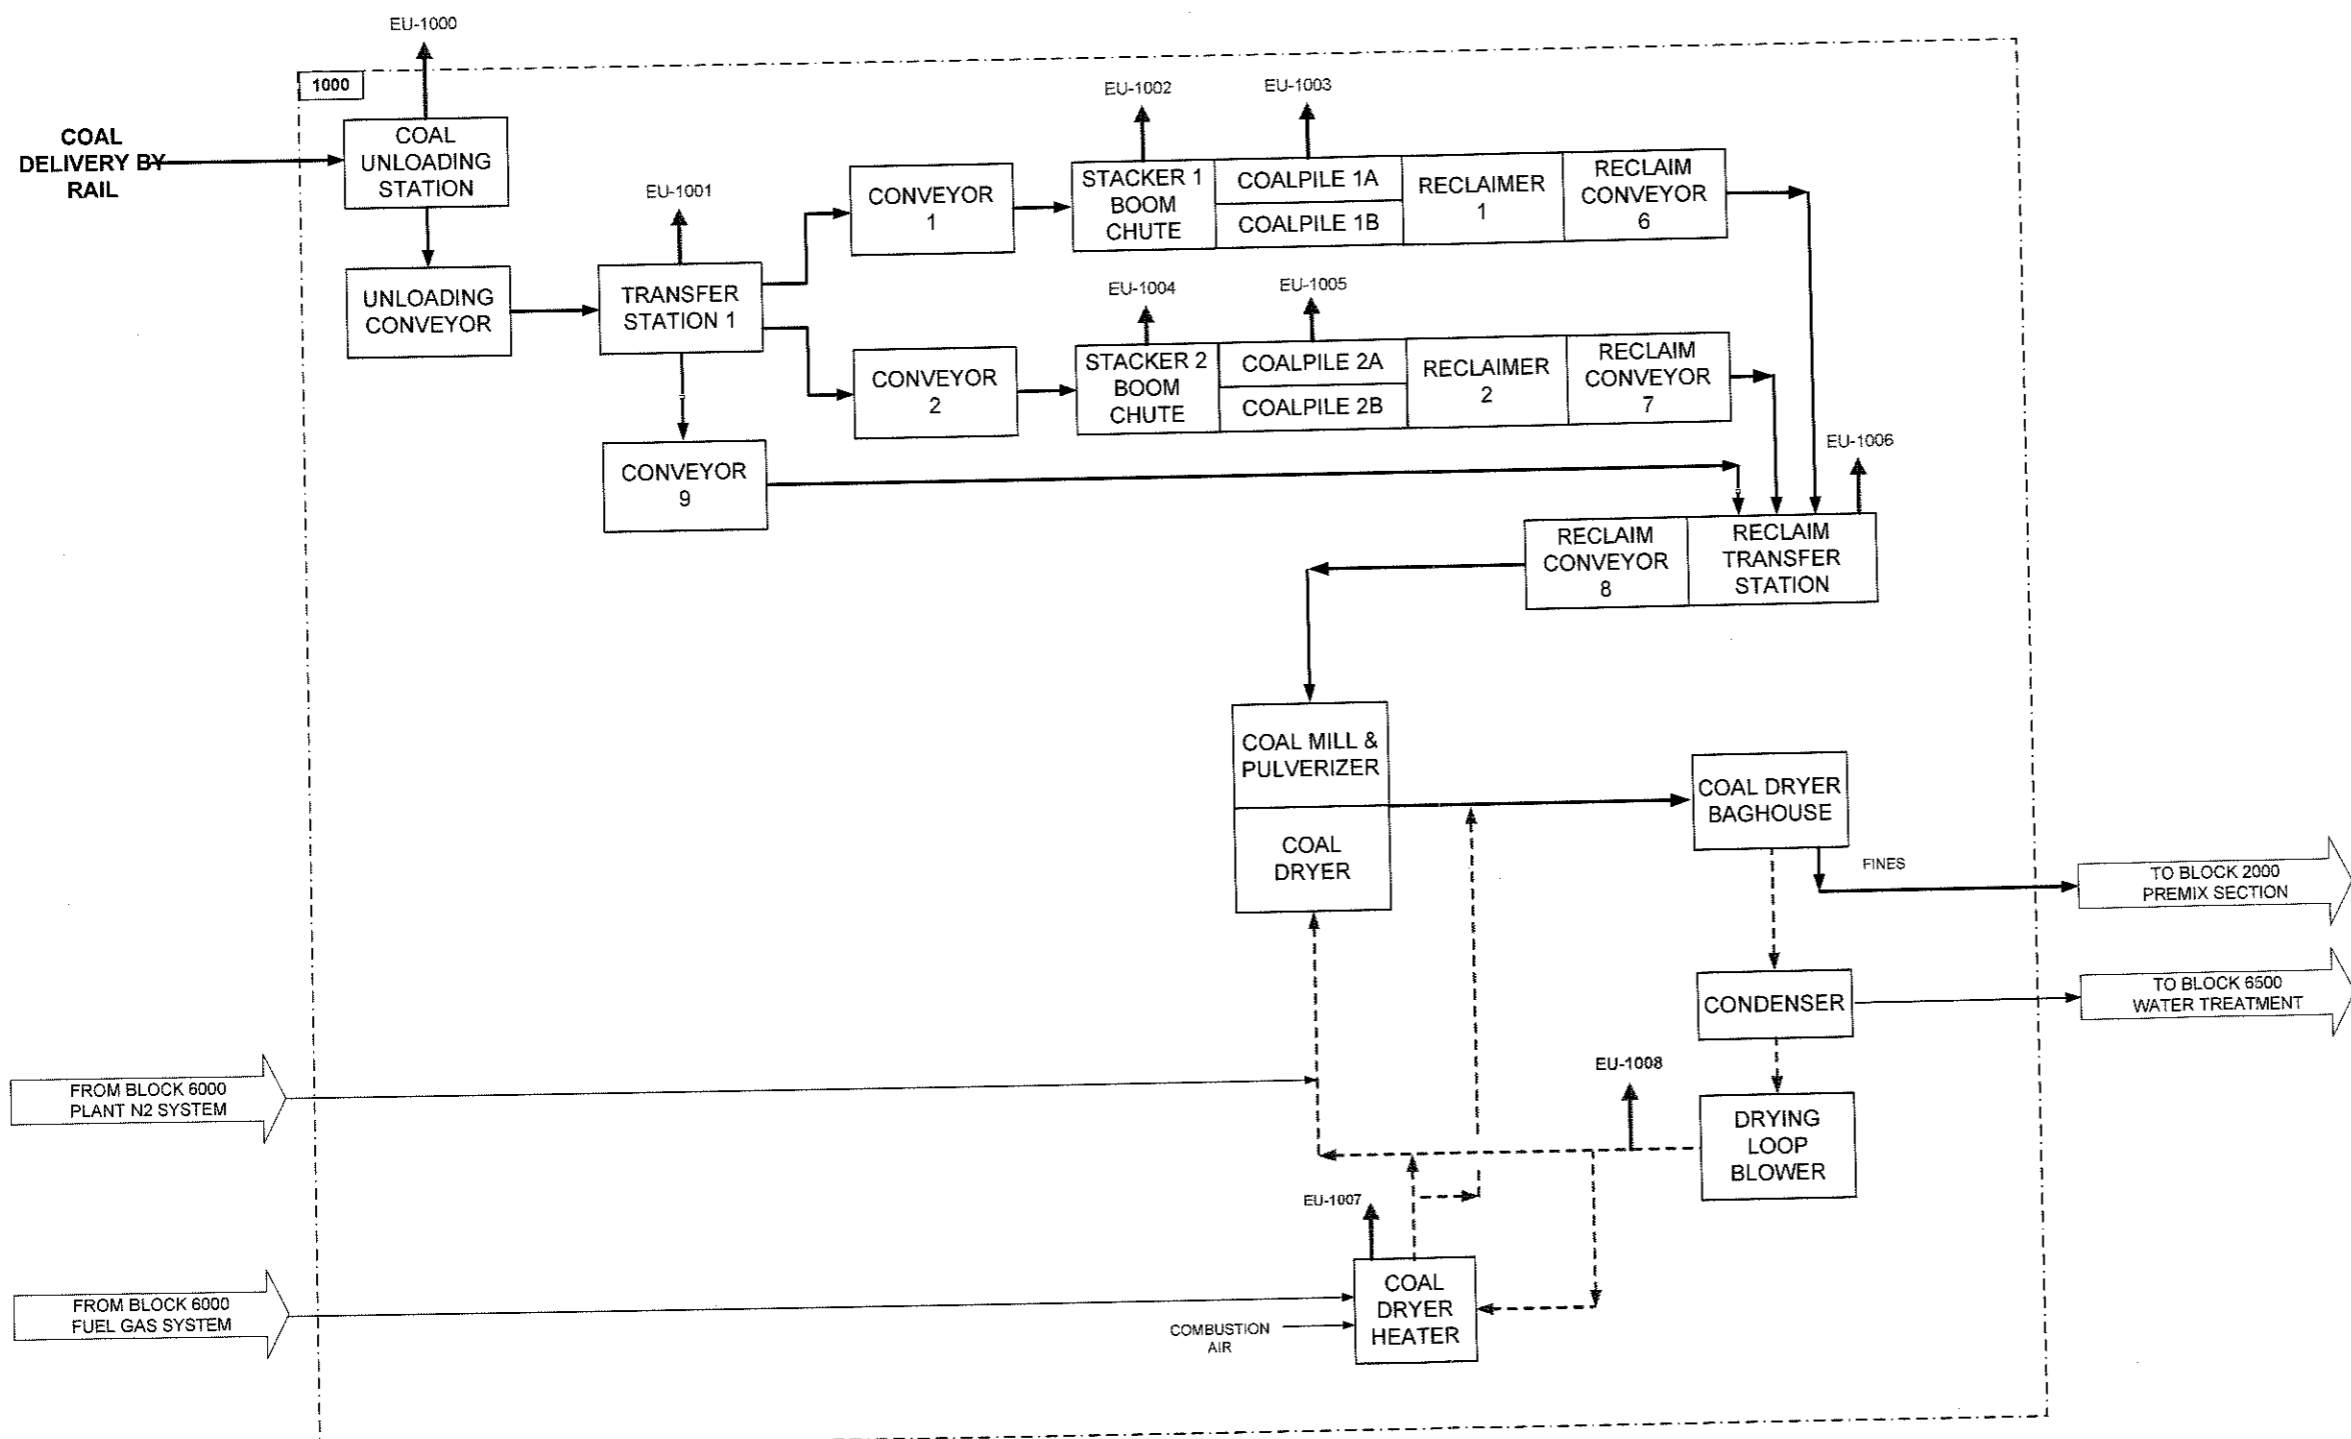 EU-1000
1000
COAL
DELIVERY BY
RAIL
COAL
UNLOADING
STATION
UNLOADING
CONVEYOR
EU-1001
TRANSFER
STATION 1
CONVEYOR
1
EU-1002
EU-1003
STACKER 1
BOOM
CHUTE
COALPILE 1A
COALPILE 1B
RECLAIMER
1
RECLAIM
CONVEYOR
6
CONVEYOR
2
EU-1004
EU-1005
STACKER 2
BOOM
CHUTE
COALPILE 2A
COALPILE 2B
RECLAIMER
2
RECLAIM
CONVEYOR
7
CONVEYOR
9
EU-1006
RECLAIM
CONVEYOR
8
RECLAIM
TRANSFER
STATION
COAL MILL &
PULVERIZER
COAL
DRYER
COAL DRYER
BAGHOUSE
FINES
TO BLOCK 2000
PREMIX SECTION
CONDENSER
TO BLOCK 6500
WATER TREATMENT
FROM BLOCK 6000
PLANT N2 SYSTEM
EU-1008
DRYING
LOOP
BLOWER
EU-1007
FROM BLOCK 6000
FUEL GAS SYSTEM
COMBUSTION
AIR
COAL
DRYER
HEATER